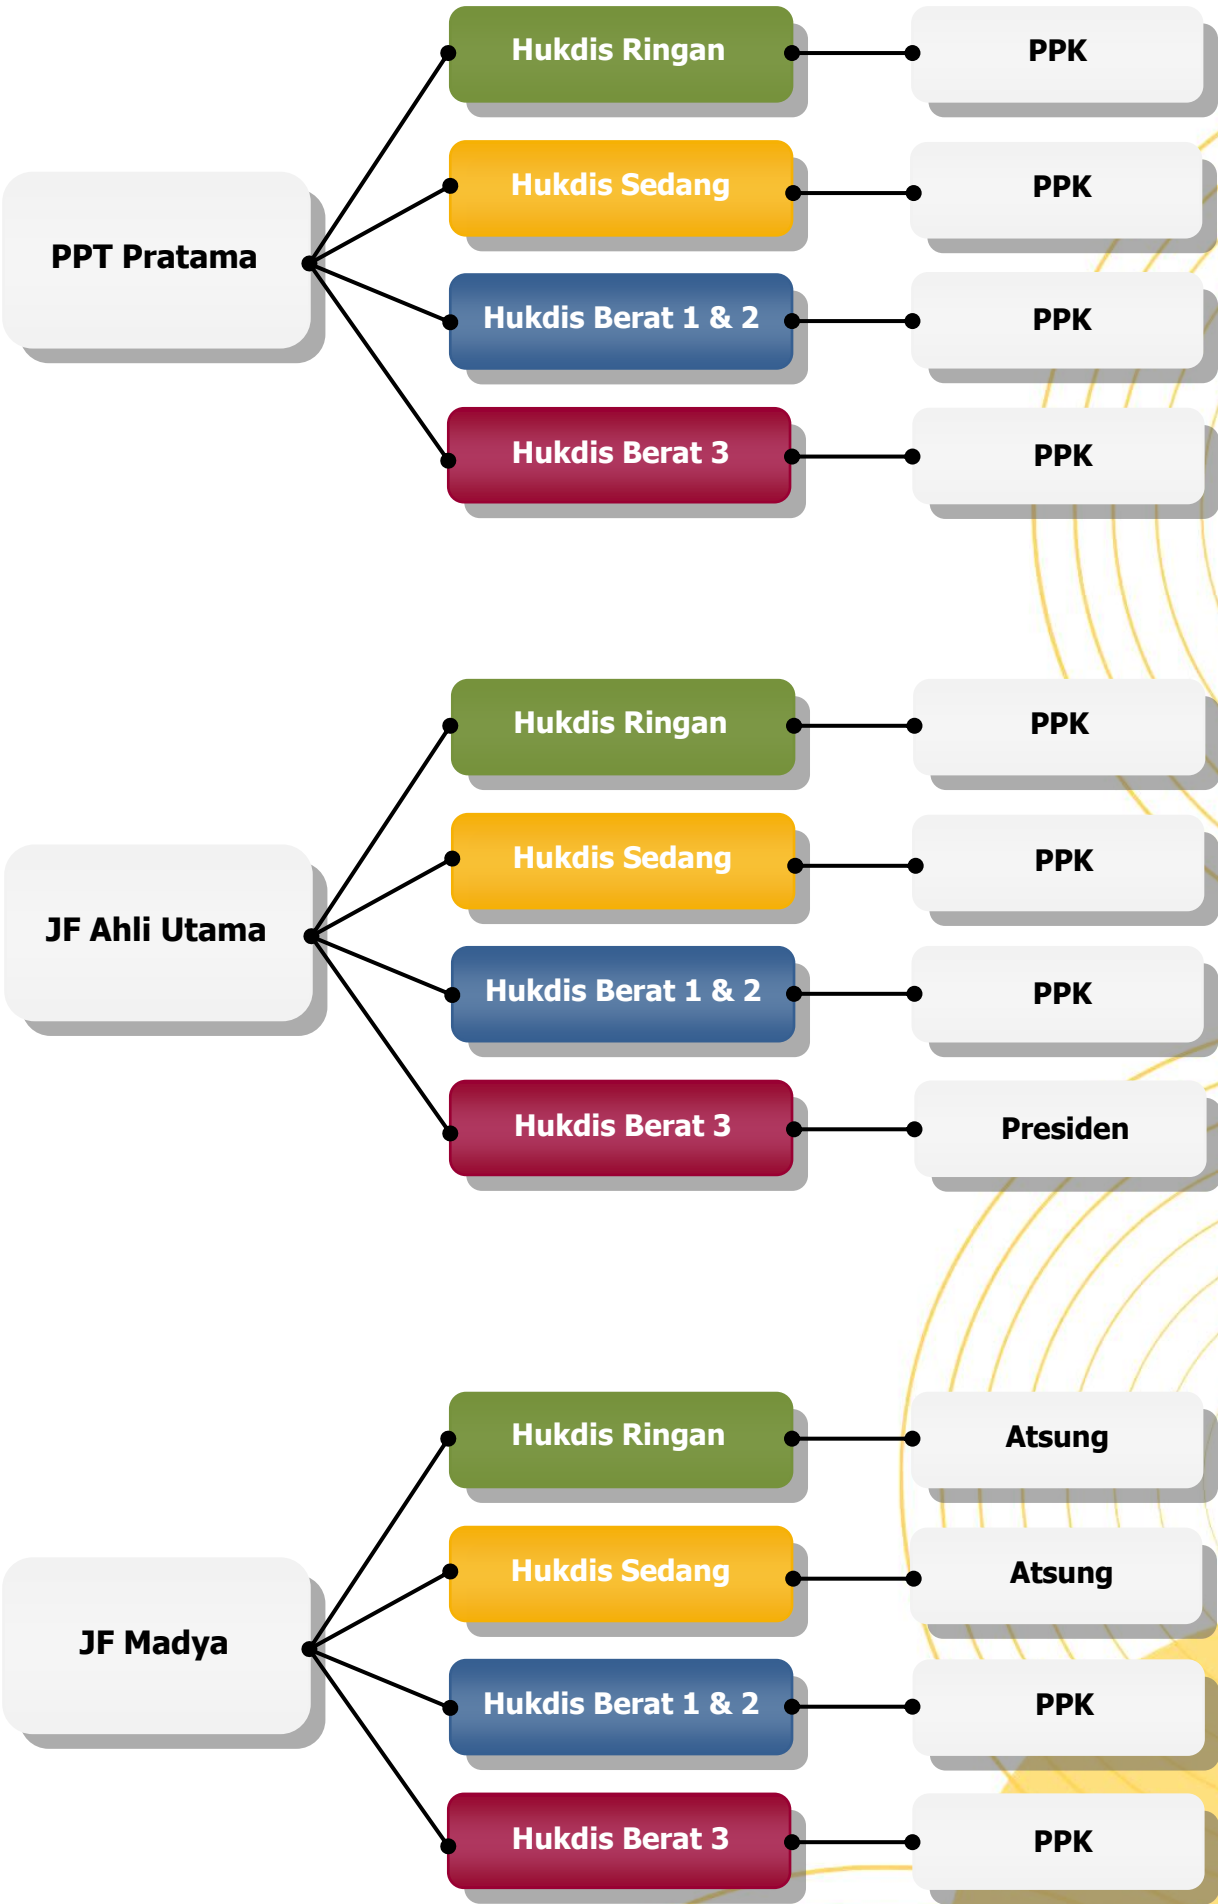 PPT Pratama
Hukdis Ringan
PPK
Hukdis Sedang
PPK
Hukdis Berat 1 & 2
PPK
Hukdis Berat 3
PPK
JF Ahli Utama
Hukdis Ringan
PPK
Hukdis Sedang
PPK
Hukdis Berat 1 & 2
PPK
Hukdis Berat 3
Presiden
JF Madya
Hukdis Ringan
Atsung
Hukdis Sedang
Atsung
Hukdis Berat 1 & 2
PPK
Hukdis Berat 3
PPK